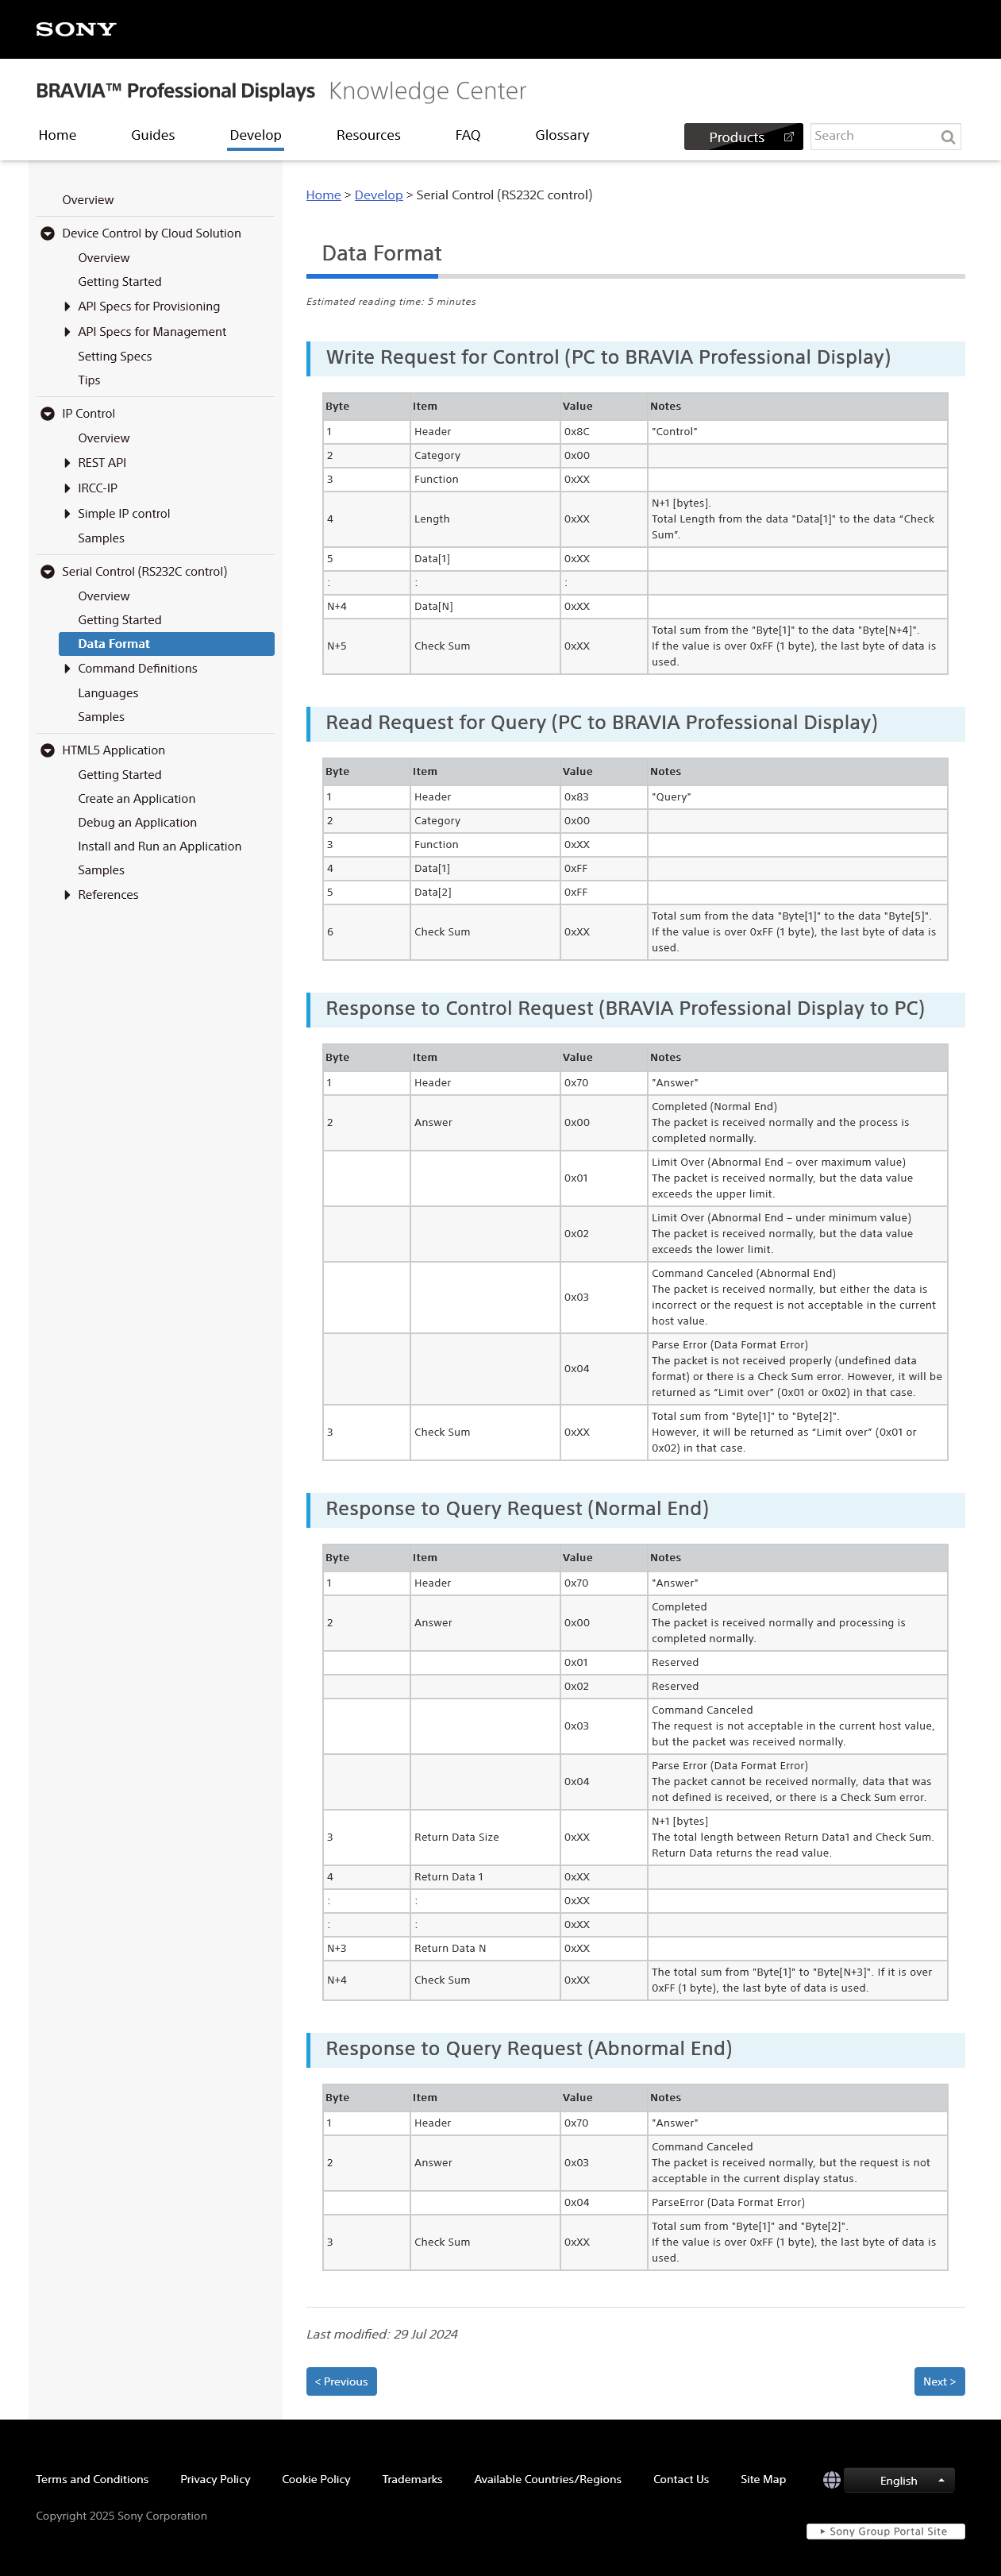 SONY
BRAVIA™ Professional Displays Knowledge Center
Home Guides Develop Resources FAQ Glossary Products Search
Overview
Device Control by Cloud Solution
Overview
Getting Started
API Specs for Provisioning
API Specs for Management
Setting Specs
Tips
IP Control
Overview
REST API
IRCC-IP
Simple IP control
Samples
Serial Control (RS232C control)
Overview
Getting Started
Data Format
Command Definitions
Languages
Samples
HTML5 Application
Getting Started
Create an Application
Debug an Application
Install and Run an Application
Samples
References
Home > Develop > Serial Control (RS232C control)
Data Format
Estimated reading time: 5 minutes
Write Request for Control (PC to BRAVIA Professional Display)
Byte Item Value Notes
1 Header 0x8C "Control"
2 Category 0x00
3 Function 0xXX
4 Length 0xXX N+1 [bytes].
Total Length from the data "Data[1]" to the data “Check
Sum”.
5 Data[1] 0xXX
: : :
N+4 Data[N] 0xXX
N+5 Check Sum 0xXX Total sum from the "Byte[1]" to the data "Byte[N+4]".
If the value is over 0xFF (1 byte), the last byte of data is
used.
Read Request for Query (PC to BRAVIA Professional Display)
Byte Item Value Notes
1 Header 0x83 "Query"
2 Category 0x00
3 Function 0xXX
4 Data[1] 0xFF
5 Data[2] 0xFF
6 Check Sum 0xXX Total sum from the data "Byte[1]" to the data "Byte[5]".
If the value is over 0xFF (1 byte), the last byte of data is
used.
Response to Control Request (BRAVIA Professional Display to PC)
Byte Item Value Notes
1 Header 0x70 "Answer"
2 Answer 0x00 Completed (Normal End)
The packet is received normally and the process is
completed normally.
0x01 Limit Over (Abnormal End – over maximum value)
The packet is received normally, but the data value
exceeds the upper limit.
0x02 Limit Over (Abnormal End – under minimum value)
The packet is received normally, but the data value
exceeds the lower limit.
0x03 Command Canceled (Abnormal End)
The packet is received normally, but either the data is
incorrect or the request is not acceptable in the current
host value.
0x04 Parse Error (Data Format Error)
The packet is not received properly (undefined data
format) or there is a Check Sum error. However, it will be
returned as “Limit over” (0x01 or 0x02) in that case.
3 Check Sum 0xXX Total sum from "Byte[1]" to "Byte[2]".
However, it will be returned as “Limit over” (0x01 or
0x02) in that case.
Response to Query Request (Normal End)
Byte Item Value Notes
1 Header 0x70 "Answer"
2 Answer 0x00 Completed
The packet is received normally and processing is
completed normally.
0x01 Reserved
0x02 Reserved
0x03 Command Canceled
The request is not acceptable in the current host value,
but the packet was received normally.
0x04 Parse Error (Data Format Error)
The packet cannot be received normally, data that was
not defined is received, or there is a Check Sum error.
3 Return Data Size 0xXX N+1 [bytes]
The total length between Return Data1 and Check Sum.
Return Data returns the read value.
4 Return Data 1 0xXX
: : 0xXX
: : 0xXX
N+3 Return Data N 0xXX
N+4 Check Sum 0xXX The total sum from "Byte[1]" to "Byte[N+3]". If it is over
0xFF (1 byte), the last byte of data is used.
Response to Query Request (Abnormal End)
Byte Item Value Notes
1 Header 0x70 "Answer"
2 Answer 0x03 Command Canceled
The packet is received normally, but the request is not
acceptable in the current display status.
0x04 ParseError (Data Format Error)
3 Check Sum 0xXX Total sum from "Byte[1]" and "Byte[2]".
If the value is over 0xFF (1 byte), the last byte of data is
used.
Last modified: 29 Jul 2024
< Previous Next >
Terms and Conditions Privacy Policy Cookie Policy Trademarks Available Countries/Regions Contact Us Site Map English
Copyright 2025 Sony Corporation
Sony Group Portal Site